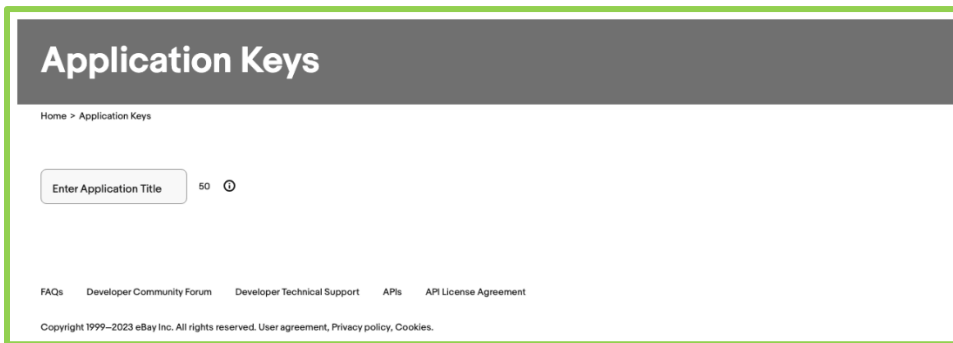 Application Keys
Home > Application Keys
Enter Application Title 50
FAQs Developer Community Forum Developer Technical Support APIs API License Agreement
Copyright 1999–2023 eBay Inc. All rights reserved. User agreement, Privacy policy, Cookies.